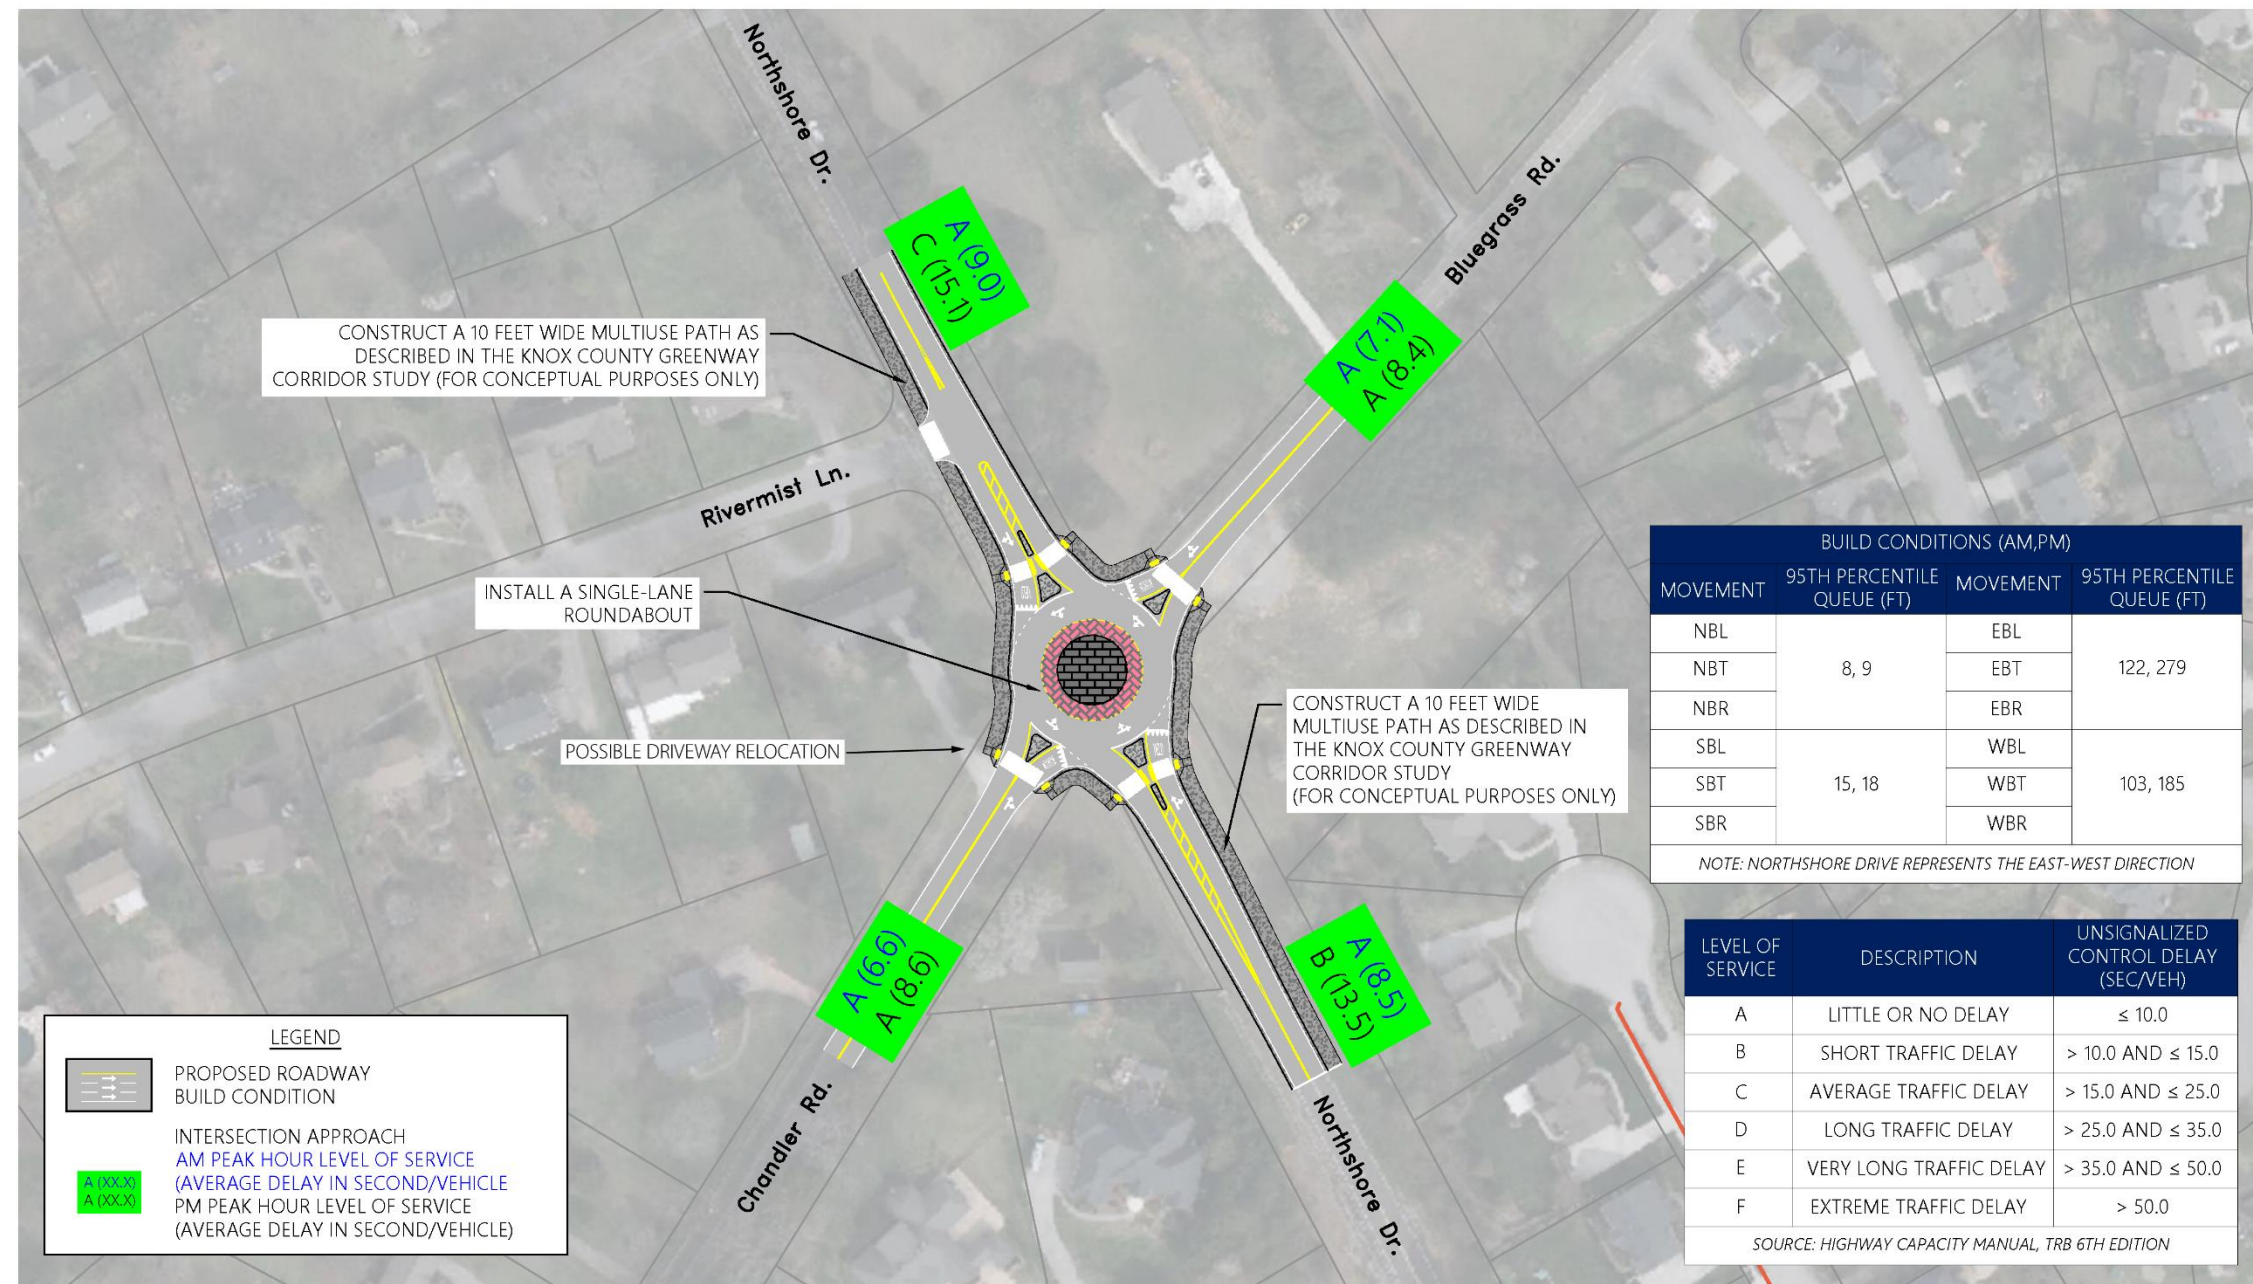 Northshore Dr.
Bluegrass Rd.
A (9.0)
C (15.1)
A (7.1)
A (8.4)
CONSTRUCT A 10 FEET WIDE MULTIUSE PATH AS
DESCRIBED IN THE KNOX COUNTY GREENWAY
CORRIDOR STUDY (FOR CONCEPTUAL PURPOSES ONLY)
Rivermist Ln.
INSTALL A SINGLE-LANE
ROUNDABOUT
POSSIBLE DRIVEWAY RELOCATION
CONSTRUCT A 10 FEET WIDE
MULTIUSE PATH AS DESCRIBED IN
THE KNOX COUNTY GREENWAY
CORRIDOR STUDY
(FOR CONCEPTUAL PURPOSES ONLY)
A (6.6)
A (8.6)
A (8.5)
B (13.5)
Chandler Rd.
Northshore Dr.
BUILD CONDITIONS (AM,PM)
MOVEMENT 95TH PERCENTILE QUEUE (FT) MOVEMENT 95TH PERCENTILE QUEUE (FT)
NBL EBL
NBT 8, 9 EBT 122, 279
NBR EBR
SBL WBL
SBT 15, 18 WBT 103, 185
SBR WBR
NOTE: NORTHSHORE DRIVE REPRESENTS THE EAST-WEST DIRECTION
LEVEL OF SERVICE DESCRIPTION UNSIGNALIZED CONTROL DELAY (SEC/VEH)
A LITTLE OR NO DELAY ≤ 10.0
B SHORT TRAFFIC DELAY > 10.0 AND ≤ 15.0
C AVERAGE TRAFFIC DELAY > 15.0 AND ≤ 25.0
D LONG TRAFFIC DELAY > 25.0 AND ≤ 35.0
E VERY LONG TRAFFIC DELAY > 35.0 AND ≤ 50.0
F EXTREME TRAFFIC DELAY > 50.0
SOURCE: HIGHWAY CAPACITY MANUAL, TRB 6TH EDITION
LEGEND
PROPOSED ROADWAY
BUILD CONDITION
INTERSECTION APPROACH
AM PEAK HOUR LEVEL OF SERVICE
(AVERAGE DELAY IN SECOND/VEHICLE
PM PEAK HOUR LEVEL OF SERVICE
(AVERAGE DELAY IN SECOND/VEHICLE)
A (XX.X)
A (XX.X)